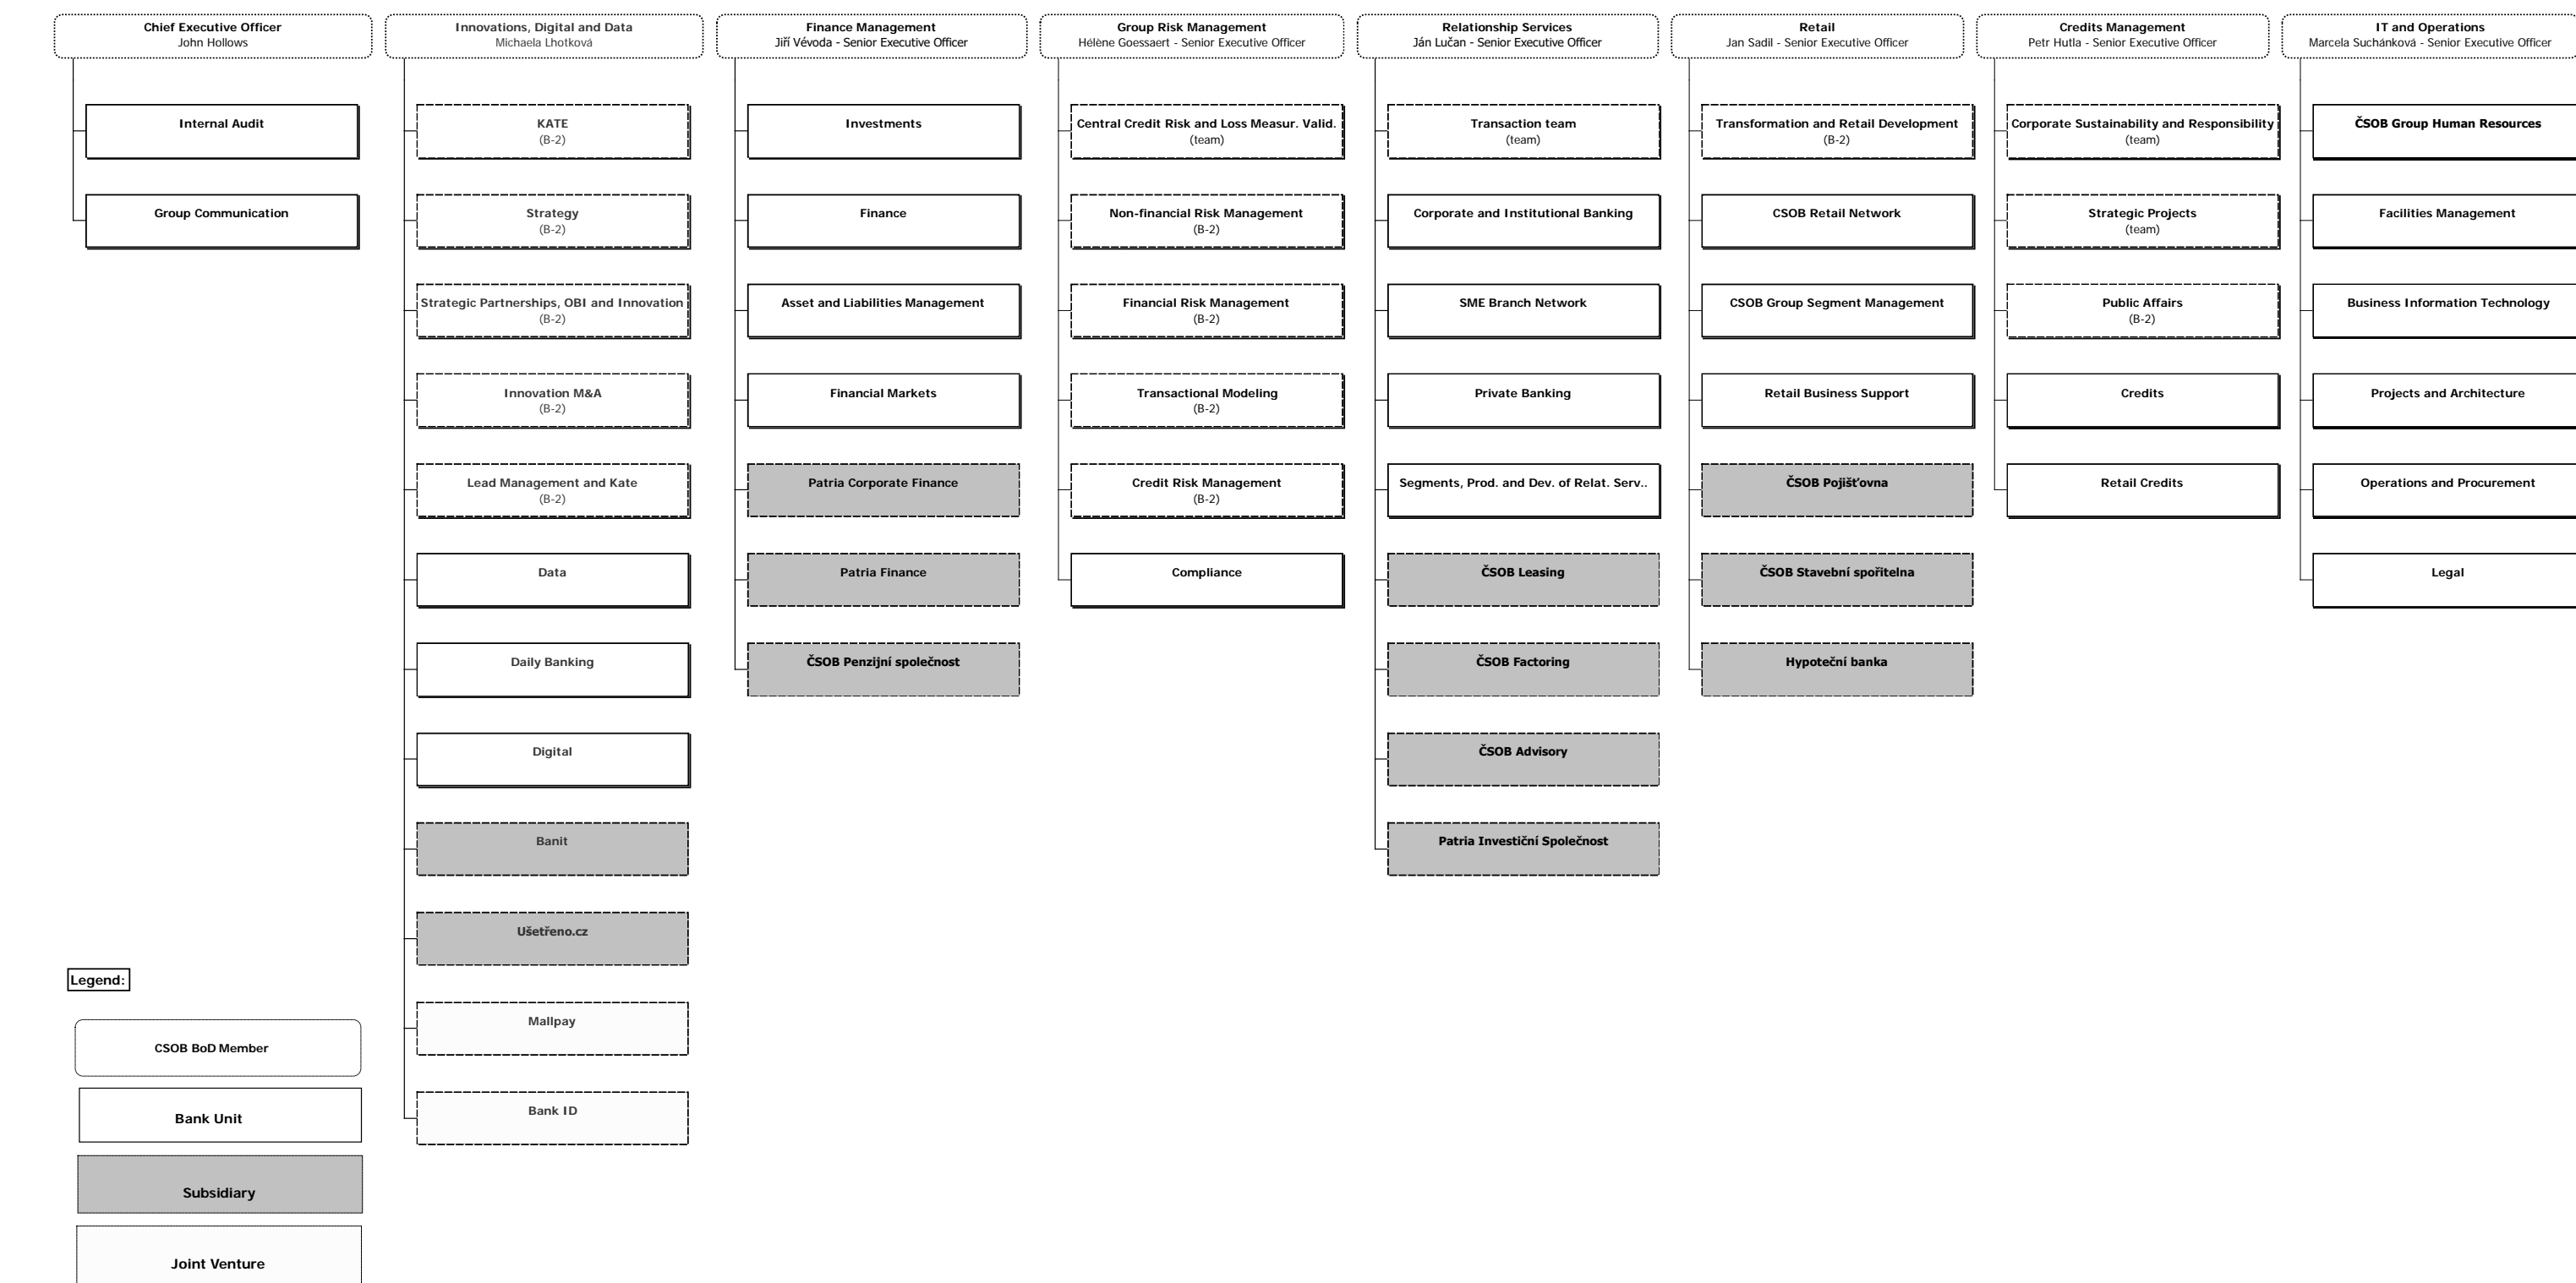 Chief Executive Officer
John Hollows
Internal Audit
Group Communication
Innovations, Digital and Data
Michaela Lhotková
KATE
(B-2)
Strategy
(B-2)
Strategic Partnerships, OBI and Innovation
(B-2)
Innovation M&A
(B-2)
Lead Management and Kate
(B-2)
Data
Daily Banking
Digital
Banit
Ušetřeno.cz
Mallpay
Bank ID
Finance Management
Jiří Vévoda - Senior Executive Officer
Investments
Finance
Asset and Liabilities Management
Financial Markets
Patria Corporate Finance
Patria Finance
ČSOB Penzijní společnost
Group Risk Management
Hélène Goessaert - Senior Executive Officer
Central Credit Risk and Loss Measur. Valid.
(team)
Non-financial Risk Management
(B-2)
Financial Risk Management
(B-2)
Transactional Modeling
(B-2)
Credit Risk Management
(B-2)
Compliance
Relationship Services
Ján Lučan - Senior Executive Officer
Transaction team
(team)
Corporate and Institutional Banking
SME Branch Network
Private Banking
Segments, Prod. and Dev. of Relat. Serv..
ČSOB Leasing
ČSOB Factoring
ČSOB Advisory
Patria Investiční Společnost
Retail
Jan Sadil - Senior Executive Officer
Transformation and Retail Development
(B-2)
CSOB Retail Network
CSOB Group Segment Management
Retail Business Support
ČSOB Pojišťovna
ČSOB Stavební spořitelna
Hypoteční banka
Credits Management
Petr Hutla - Senior Executive Officer
Corporate Sustainability and Responsibility
(team)
Strategic Projects
(team)
Public Affairs
(B-2)
Credits
Retail Credits
IT and Operations
Marcela Suchánková - Senior Executive Officer
ČSOB Group Human Resources
Facilities Management
Business Information Technology
Projects and Architecture
Operations and Procurement
Legal
Legend:
CSOB BoD Member
Bank Unit
Subsidiary
Joint Venture